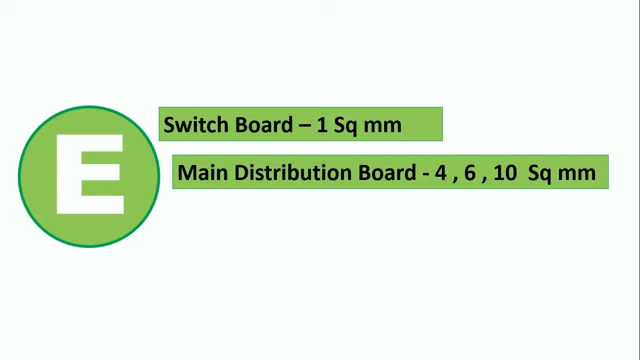 E
Switch Board – 1 Sq mm
Main Distribution Board - 4 , 6 , 10 Sq mm